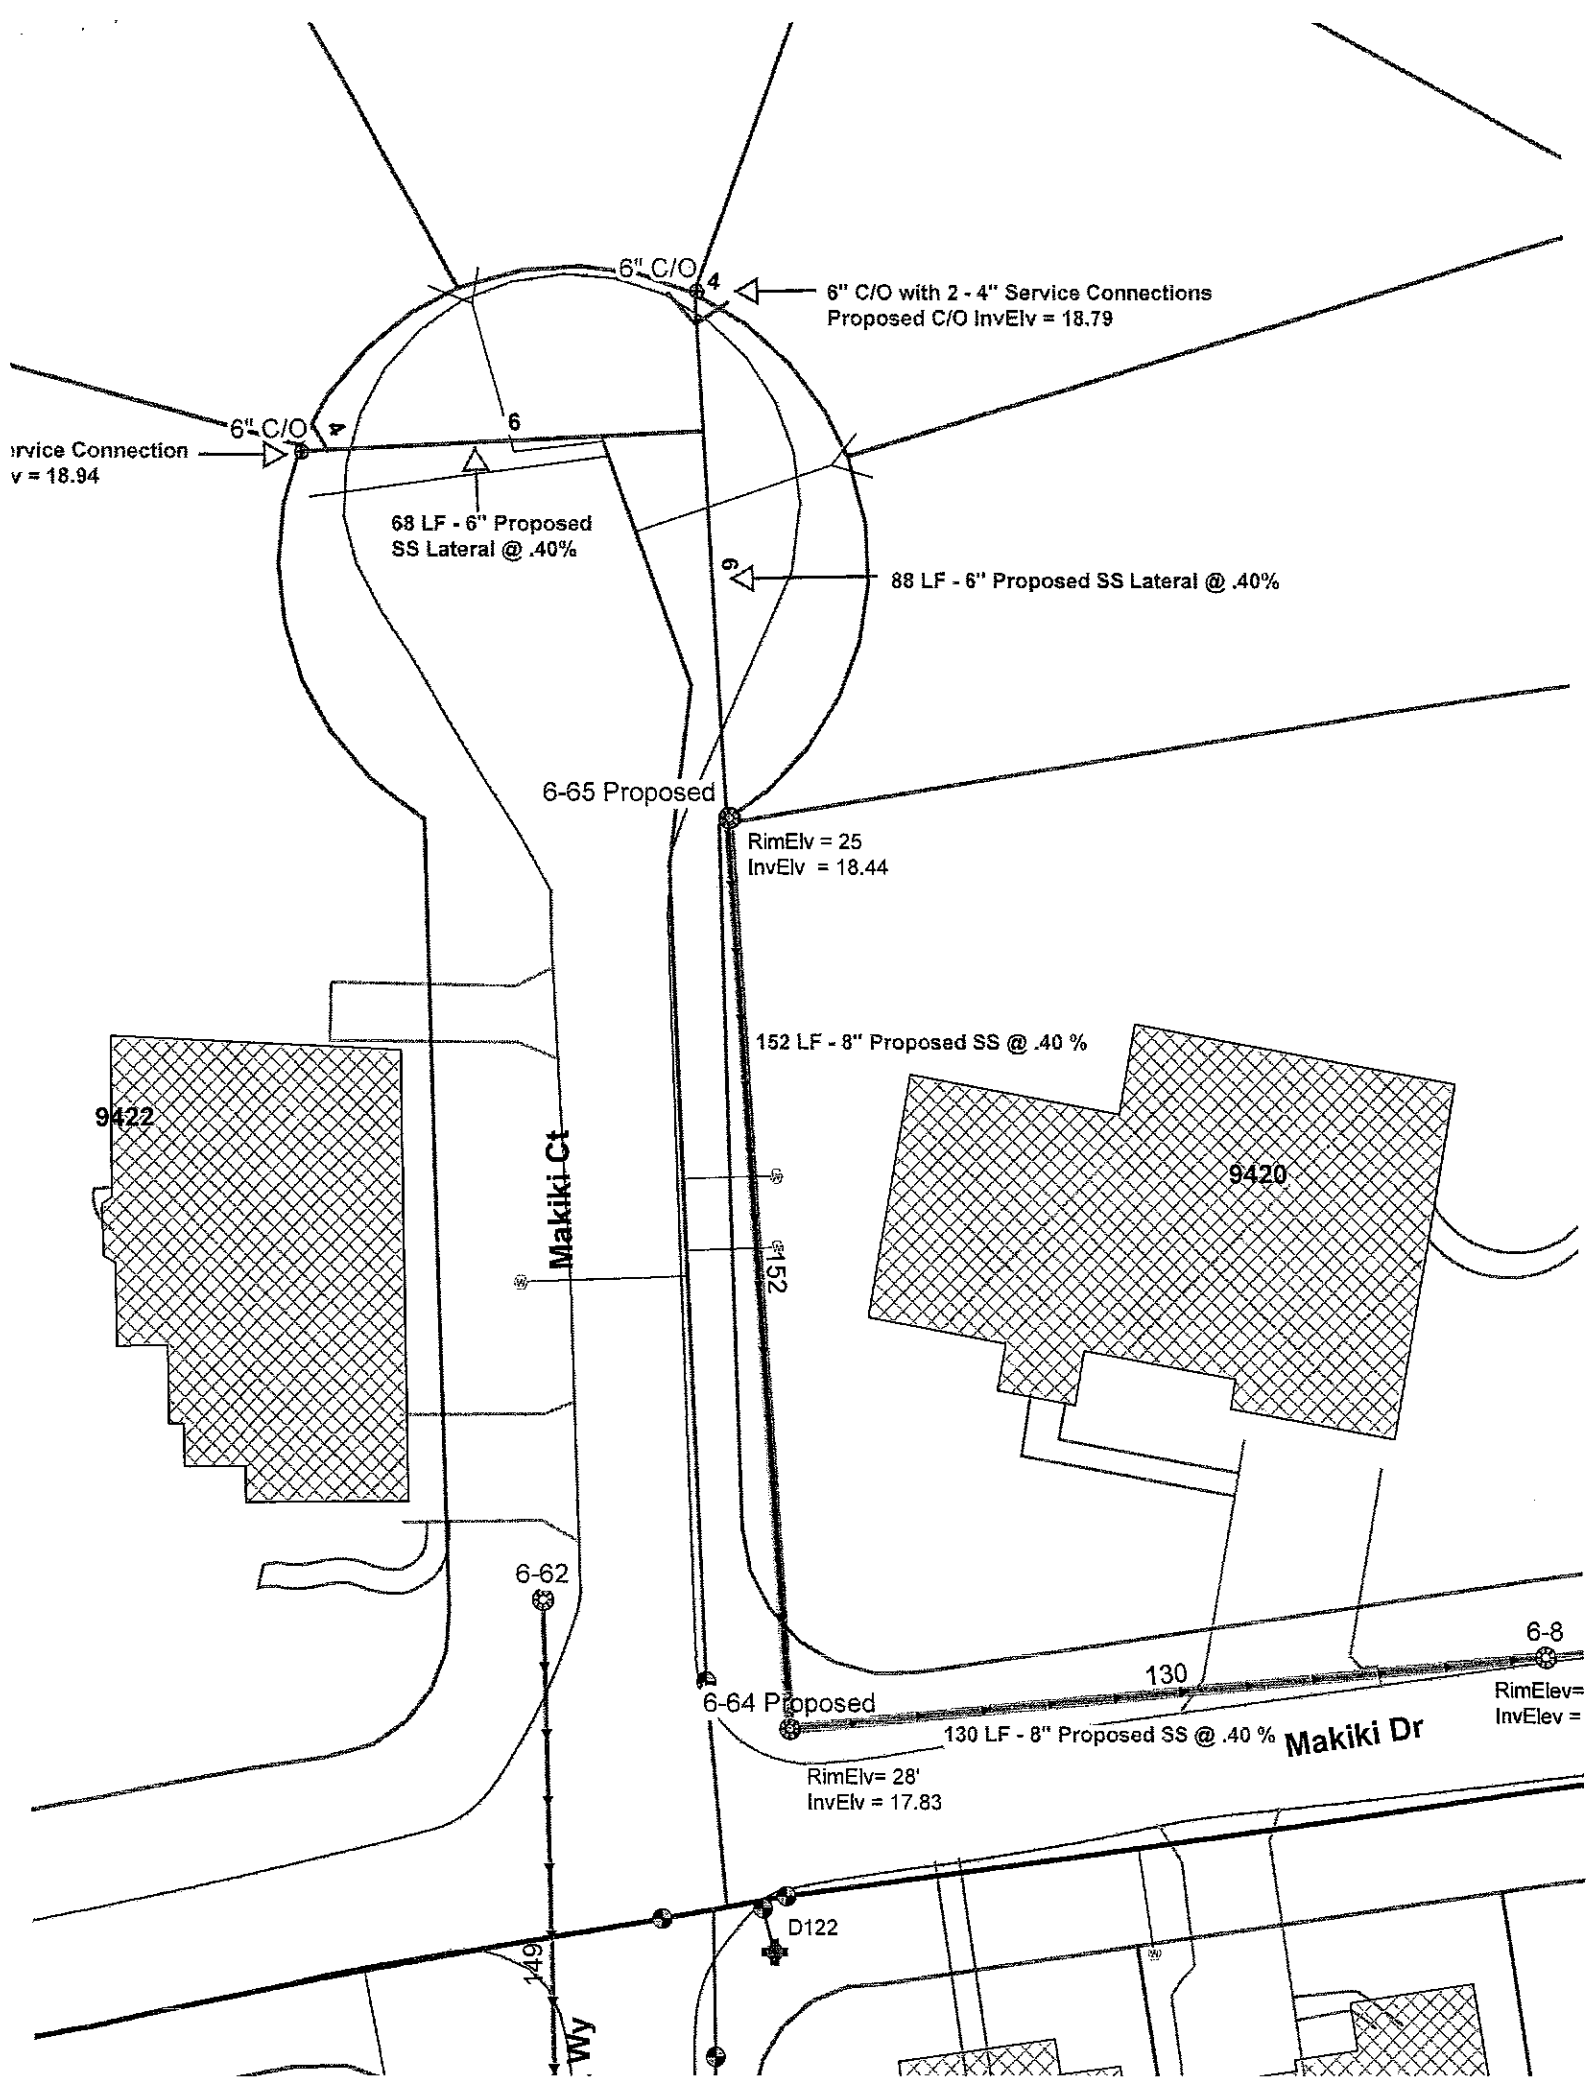 6" C/O
4
6" C/O with 2 - 4" Service Connections
Proposed C/O InvElv = 18.79
6" C/O
4
6
rvice Connection
v = 18.94
68 LF - 6" Proposed
SS Lateral @ .40%
6
88 LF - 6" Proposed SS Lateral @ .40%
6-65 Proposed
RimElv = 25
InvElv = 18.44
152 LF - 8" Proposed SS @ .40 %
9422
9420
Makiki Ct
W
W
152
6-62
6-8
130
6-64 Proposed
RimElev=
InvElev =
130 LF - 8" Proposed SS @ .40 %
Makiki Dr
RimElv= 28'
InvElv = 17.83
D122
149
W
Wy